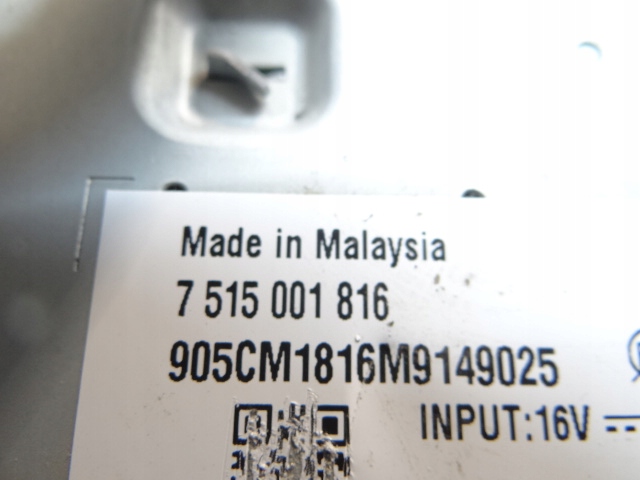 Made in Malaysia
7 515 001 816
905CM1816M9149025
INPUT:16V ⎓